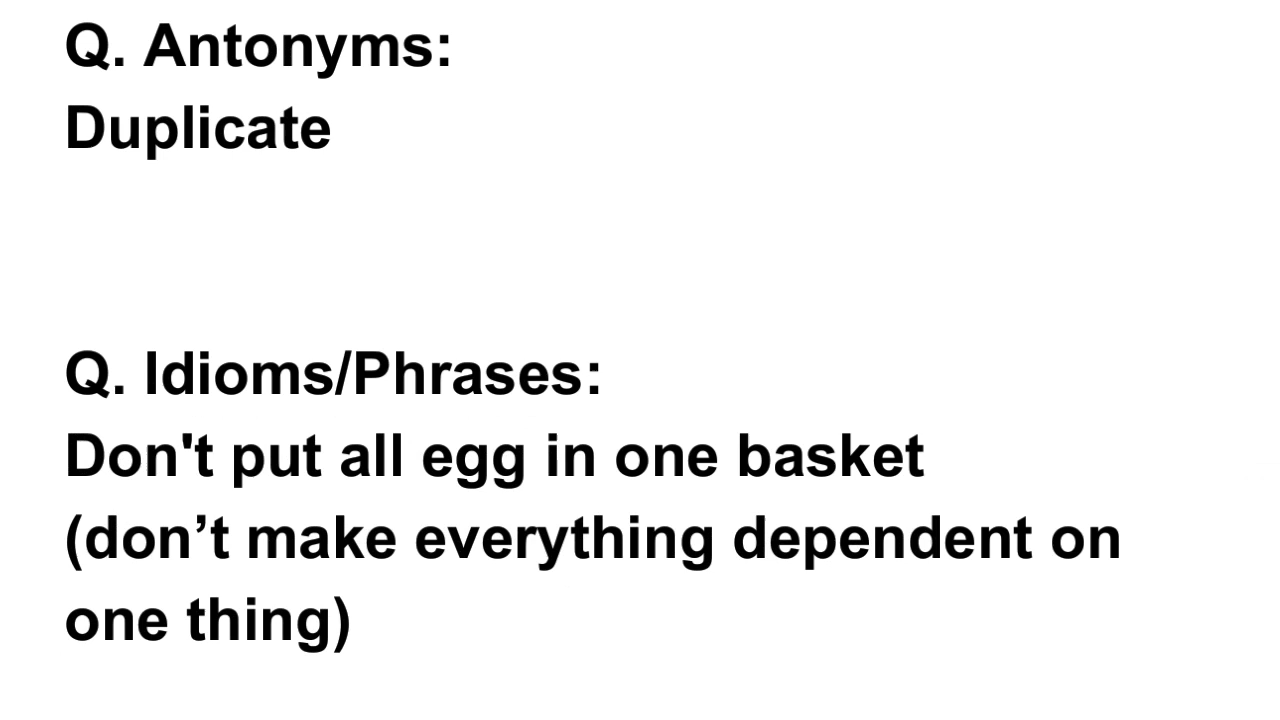 Q. Antonyms:
Duplicate
Q. Idioms/Phrases:
Don't put all egg in one basket
(don’t make everything dependent on
one thing)